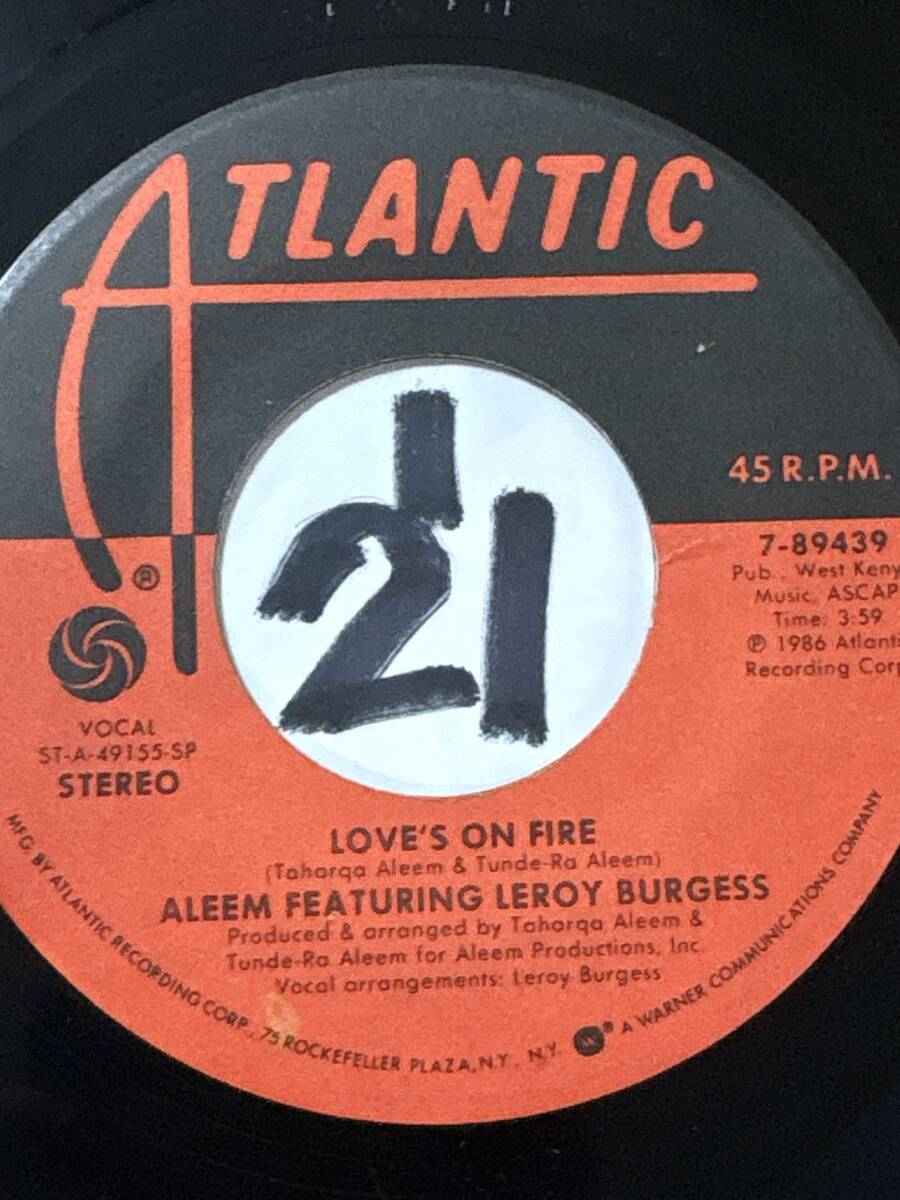 ATLANTIC
®
21
45 R.P.M.
7-89439
Pub., West Keny
Music, ASCAP
Time: 3:59
℗ 1986 Atlanti
Recording Corp
VOCAL
ST-A-49155-SP
STEREO
LOVE'S ON FIRE
(Taharqa Aleem & Tunde-Ra Aleem)
ALEEM FEATURING LEROY BURGESS
Produced & arranged by Taharqa Aleem &
Tunde-Ra Aleem for Aleem Productions, Inc.
Vocal arrangements: Leroy Burgess
MFG. BY ATLANTIC RECORDING CORP., 75 ROCKEFELLER PLAZA, N.Y., N.Y. ® A WARNER COMMUNICATIONS COMPANY